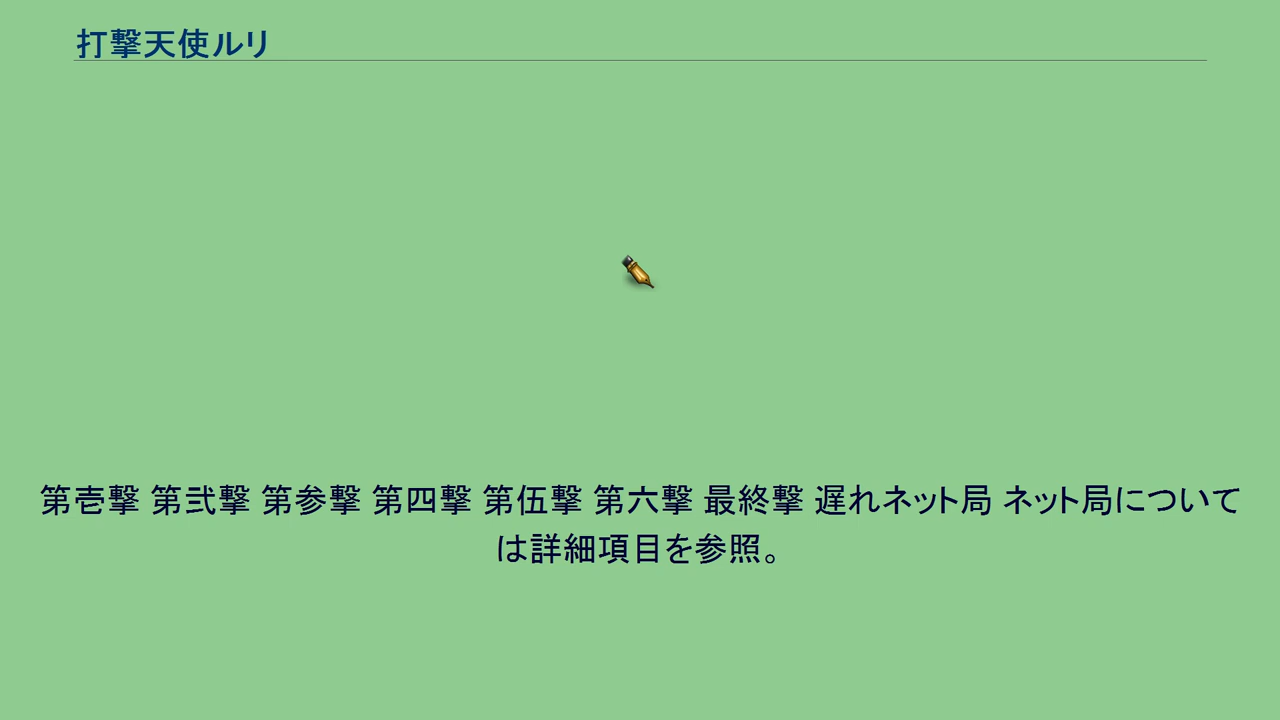 打撃天使ルリ
第壱撃 第弐撃 第参撃 第四撃 第伍撃 第六撃 最終撃 遅れネット局 ネット局について
は詳細項目を参照。